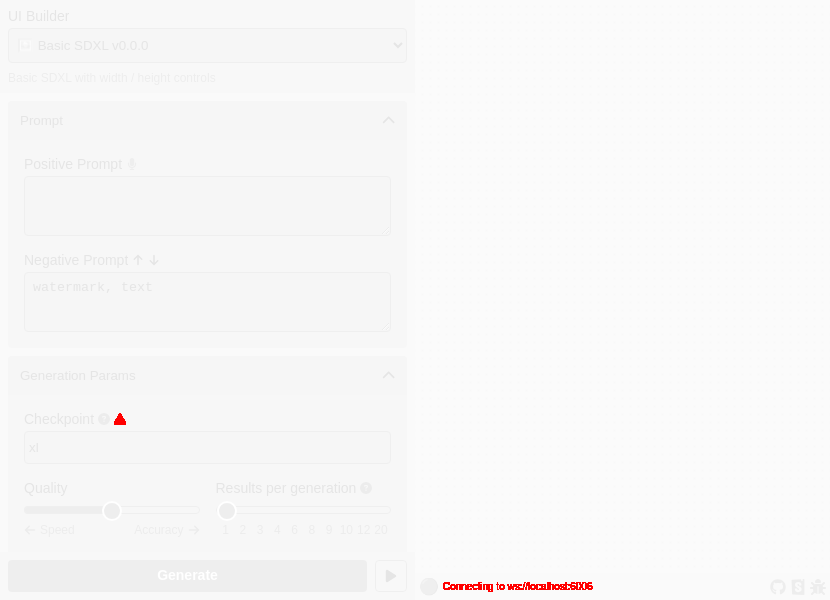 UI Builder
Basic SDXL v0.0.0
Basic SDXL with width / height controls
Prompt
Positive Prompt
Negative Prompt ↑ ↓
watermark, text
Generation Params
Checkpoint
xl
Quality
Results per generation
← Speed Accuracy →
1 2 3 4 6 8 9 10 12 20
Generate
Connecting to ws://localhost:6006